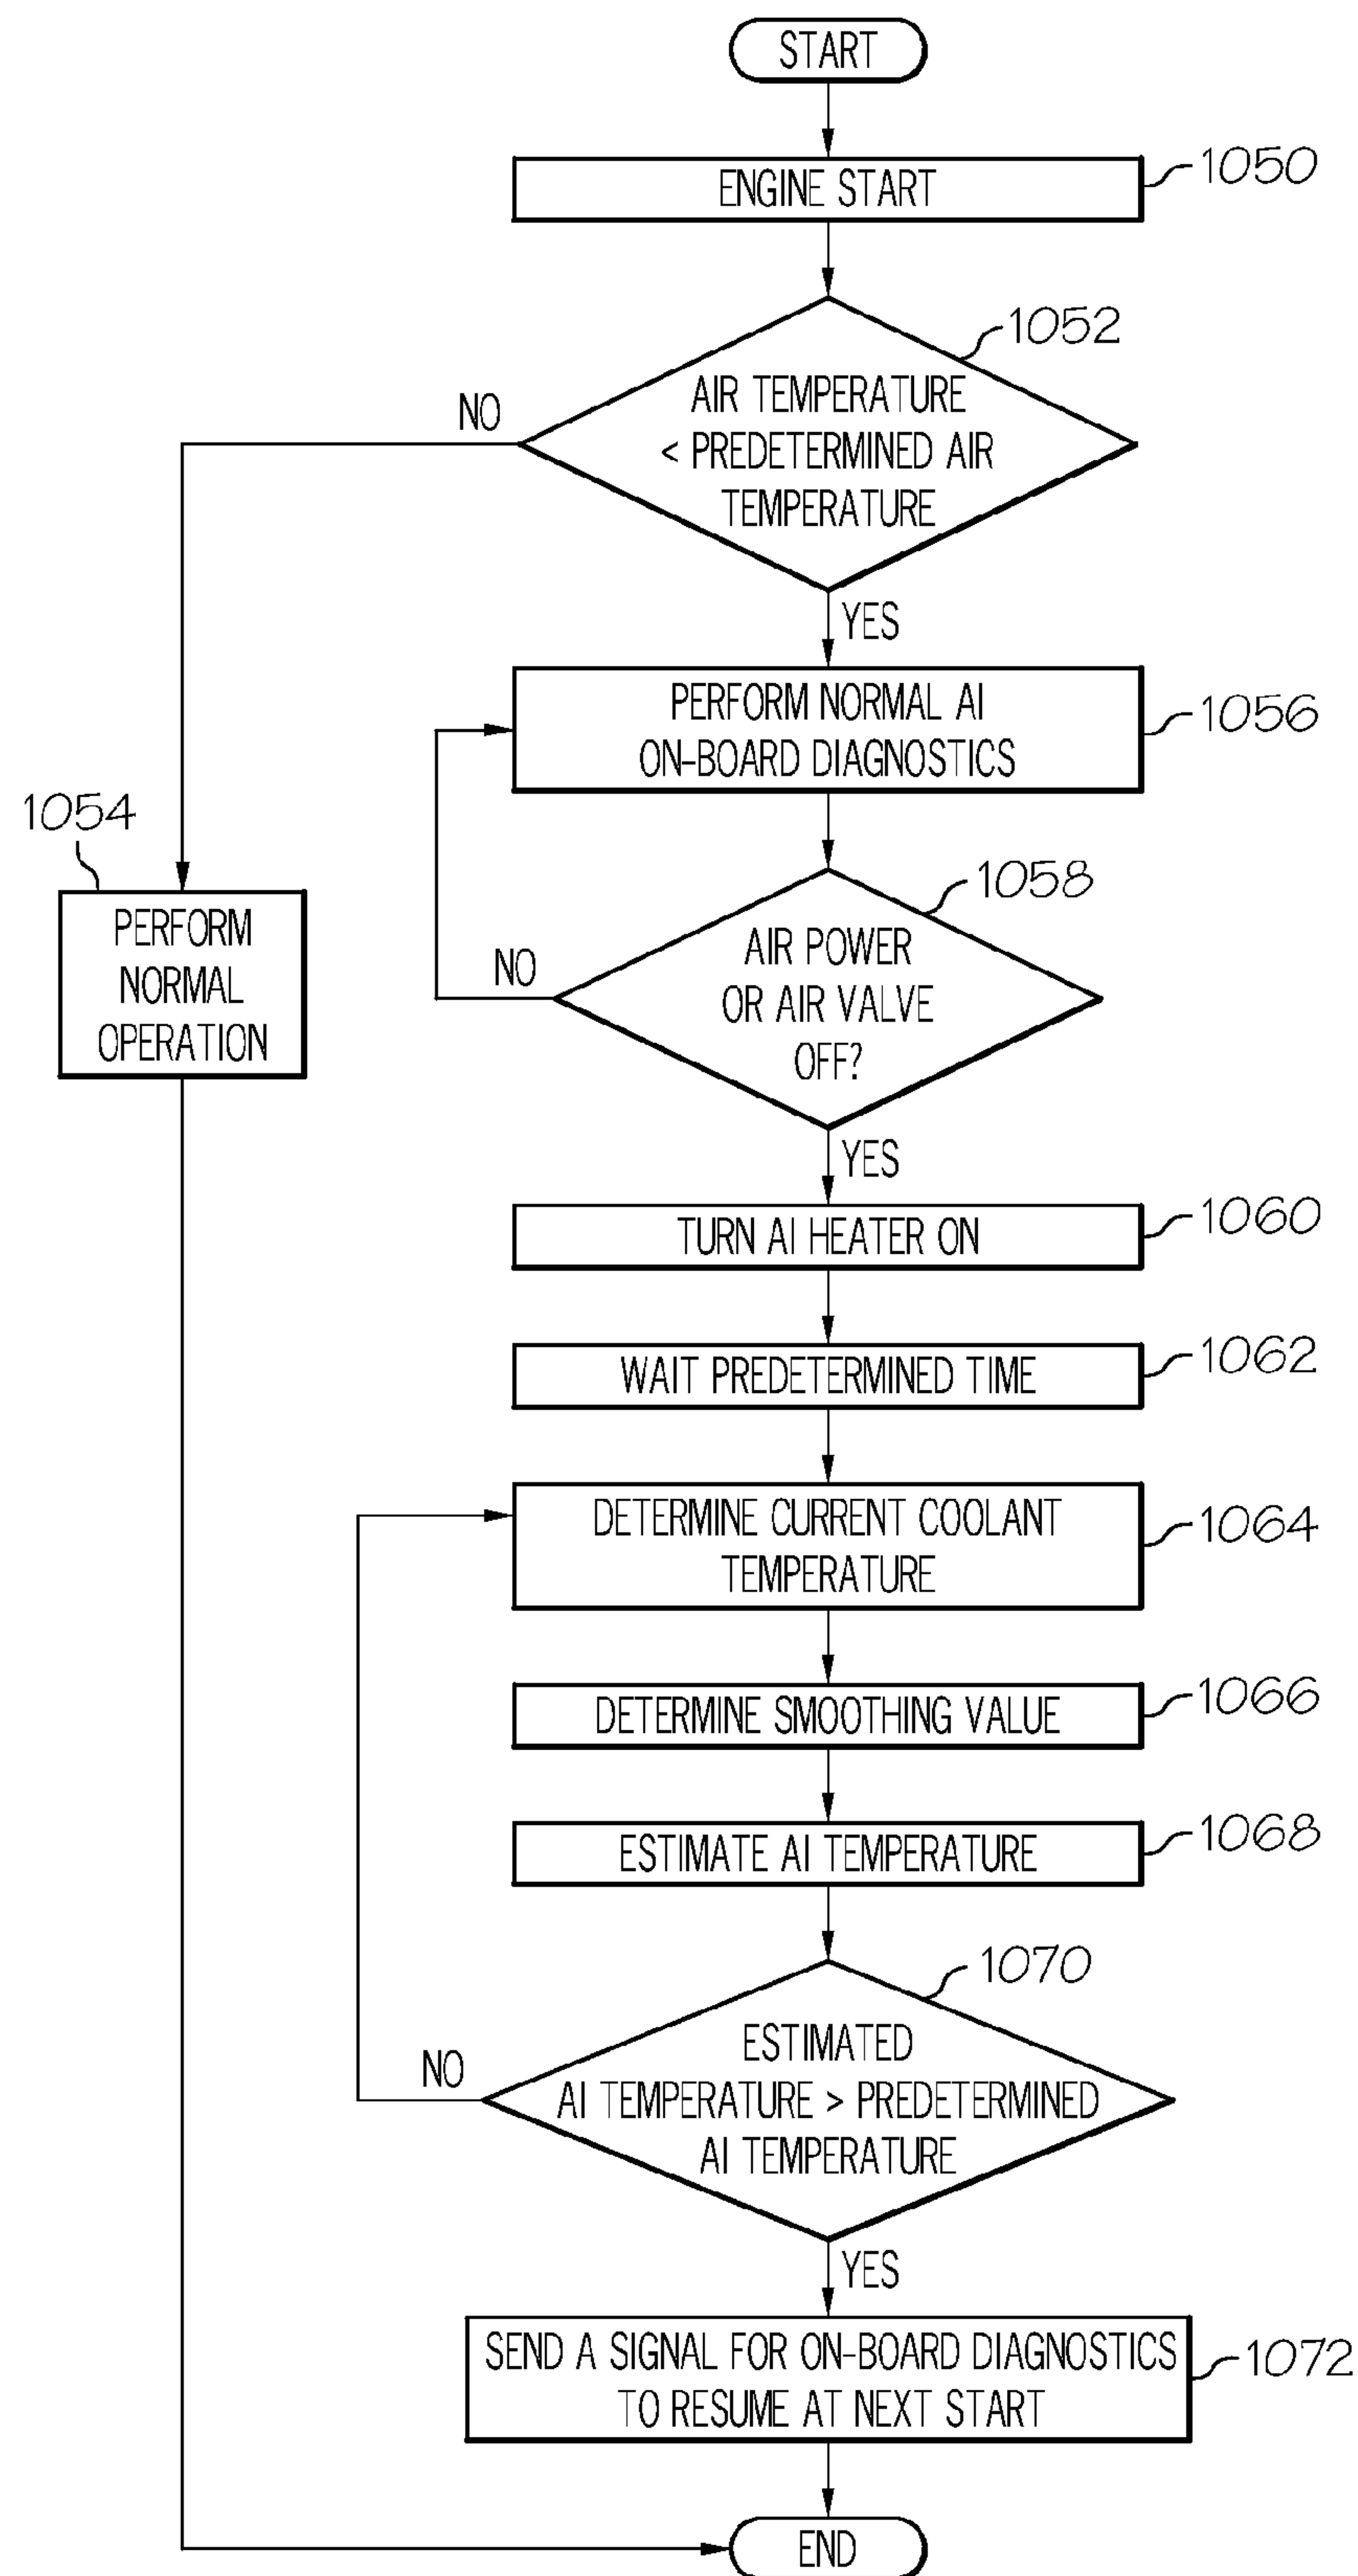 START
ENGINE START
1050
1052
AIR TEMPERATURE
< PREDETERMINED AIR
TEMPERATURE
NO
YES
PERFORM NORMAL AI
ON-BOARD DIAGNOSTICS
1056
1054
PERFORM
NORMAL
OPERATION
1058
AIR POWER
OR AIR VALVE
OFF?
NO
YES
TURN AI HEATER ON
1060
WAIT PREDETERMINED TIME
1062
DETERMINE CURRENT COOLANT
TEMPERATURE
1064
DETERMINE SMOOTHING VALUE
1066
ESTIMATE AI TEMPERATURE
1068
1070
ESTIMATED
AI TEMPERATURE > PREDETERMINED
AI TEMPERATURE
NO
YES
SEND A SIGNAL FOR ON-BOARD DIAGNOSTICS
TO RESUME AT NEXT START
1072
END